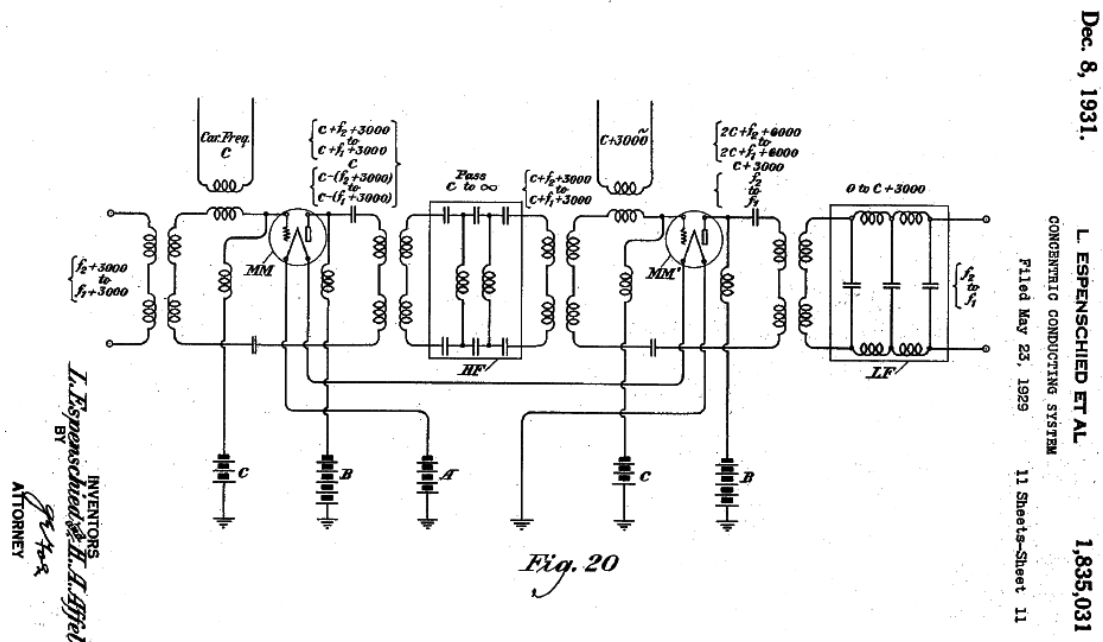 Dec. 8, 1931.
L. ESPENSCHIED ET AL
1,835,031
CONCENTRIC CONDUCTING SYSTEM
Filed May 23, 1929
11 Sheets-Sheet 11
Car. Freq.
C
C+f₂+3000
to
C+f₁+3000
C
C-(f₂+3000)
to
C-(f₁+3000)
Pass
C to ∞
C+f₂+3000
to
C+f₁+3000
C+3000~
2C+f₂+6000
to
2C+f₁+6000
C+3000
f₂
to
f₁
0 to C+3000
f₂+3000
to
f₁+3000
MM
MM'
f₂
to
f₁
HF
LF
C
B
A
C
B
Fig. 20
INVENTORS
L. Espenschied & H. A. Affel
BY
ATTORNEY